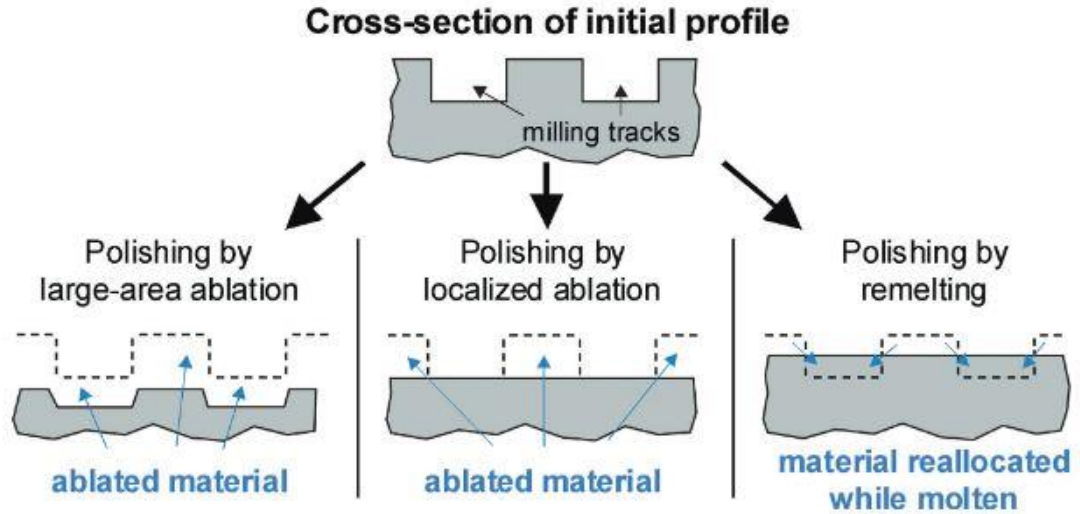 Cross-section of initial profile
milling tracks
Polishing by
large-area ablation
ablated material
Polishing by
localized ablation
ablated material
Polishing by
remelting
material reallocated
while molten